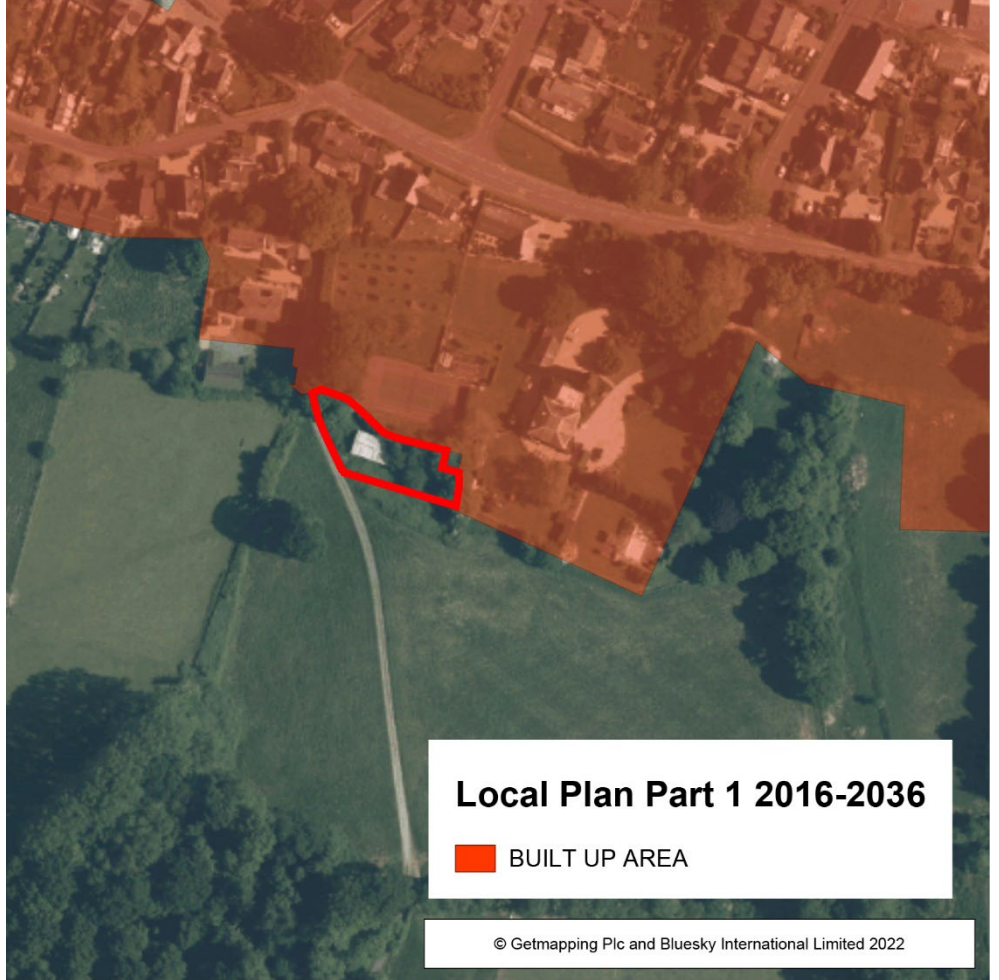 Local Plan Part 1 2016-2036
BUILT UP AREA
© Getmapping Plc and Bluesky International Limited 2022